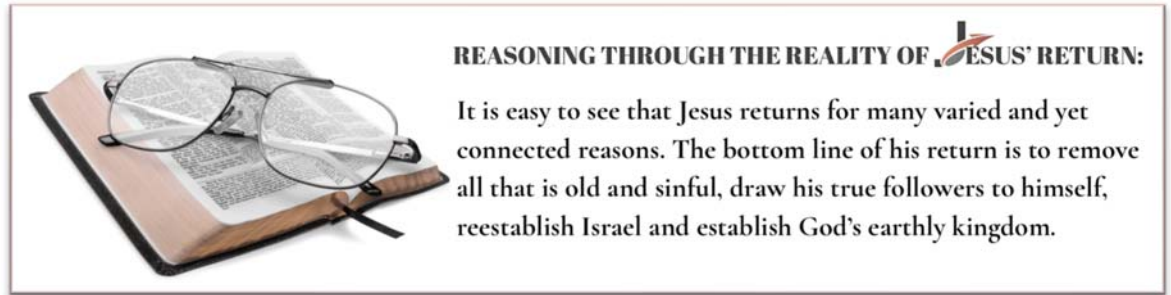 REASONING THROUGH THE REALITY OF JESUS' RETURN:
It is easy to see that Jesus returns for many varied and yet
connected reasons. The bottom line of his return is to remove
all that is old and sinful, draw his true followers to himself,
reestablish Israel and establish God's earthly kingdom.